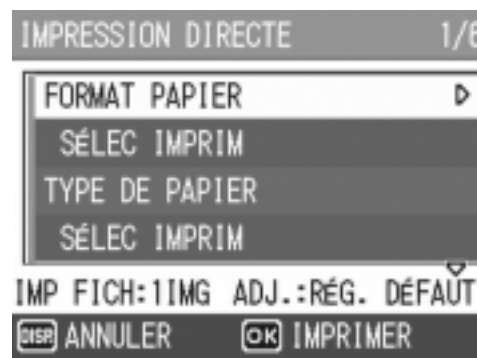 IMPRESSION DIRECTE 1/6
FORMAT PAPIER
SÉLEC IMPRIM
TYPE DE PAPIER
SÉLEC IMPRIM
IMP FICH:1IMG ADJ.:RÉG. DÉFAUT
DISP ANNULER OK IMPRIMER